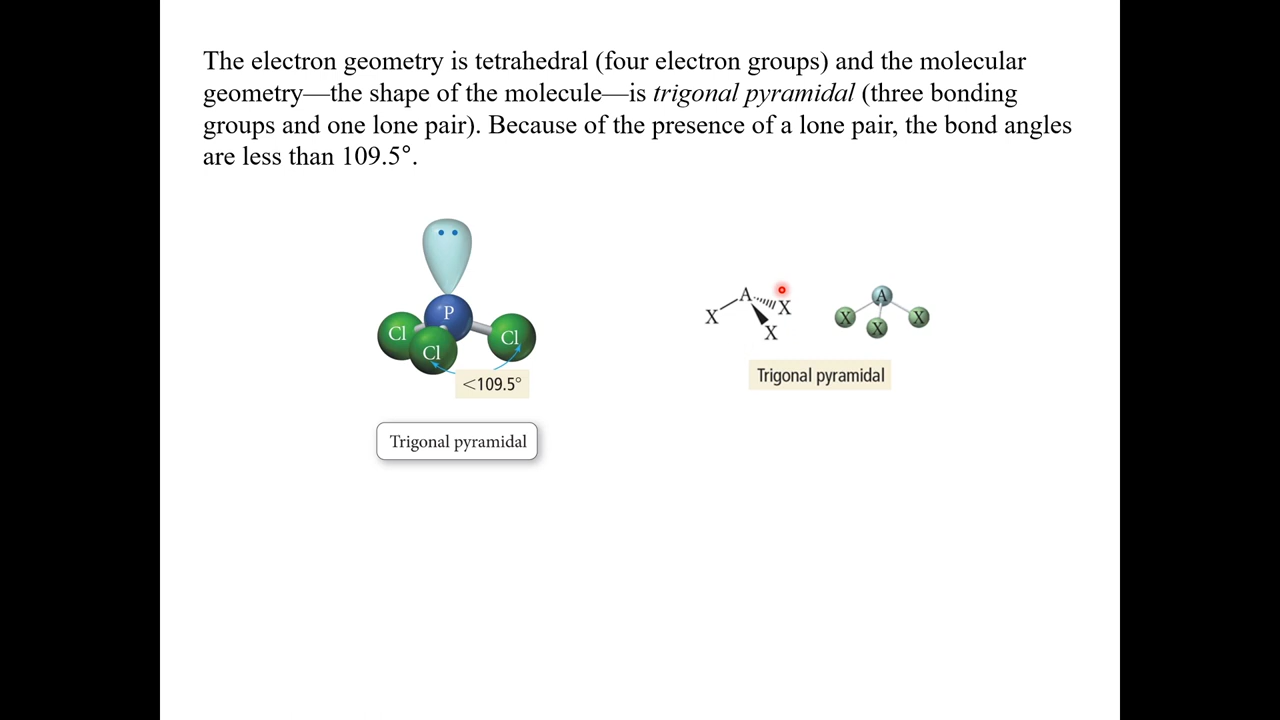 The electron geometry is tetrahedral (four electron groups) and the molecular
geometry—the shape of the molecule—is trigonal pyramidal (three bonding
groups and one lone pair). Because of the presence of a lone pair, the bond angles
are less than 109.5°.
P
Cl
Cl
Cl
<109.5°
Trigonal pyramidal
A
X
X
X
A
X
X
X
Trigonal pyramidal